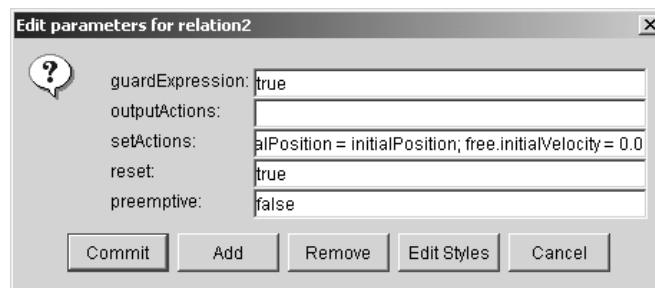 Edit parameters for relation2
guardExpression: true
outputActions:
setActions: alPosition = initialPosition; free.initialVelocity = 0.0
reset: true
preemptive: false
Commit Add Remove Edit Styles Cancel